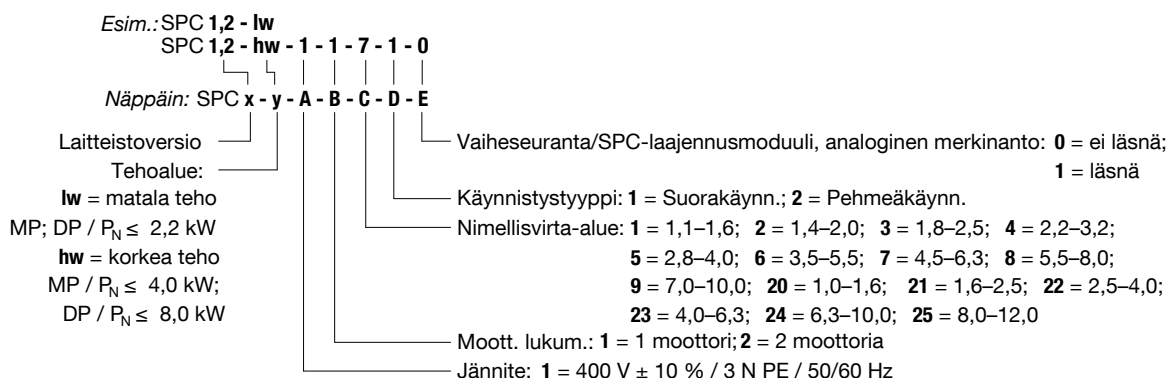 Esim.: SPC 1,2 - lw
SPC 1,2 - hw - 1 - 1 - 7 - 1 - 0
Näppäin: SPC x - y - A - B - C - D - E
Laitteistoversio
Tehoalue:
lw = matala teho
MP; DP / PN ≤ 2,2 kW
hw = korkea teho
MP / PN ≤ 4,0 kW;
DP / PN ≤ 8,0 kW
Vaiheseuranta/SPC-laajennusmoduuli, analoginen merkinanto: 0 = ei läsnä;
1 = läsnä
Käynnistystyyppi: 1 = Suorakäynn.; 2 = Pehmeäkäynn.
Nimellisvirta-alue: 1 = 1,1–1,6; 2 = 1,4–2,0; 3 = 1,8–2,5; 4 = 2,2–3,2;
5 = 2,8–4,0; 6 = 3,5–5,5; 7 = 4,5–6,3; 8 = 5,5–8,0;
9 = 7,0–10,0; 20 = 1,0–1,6; 21 = 1,6–2,5; 22 = 2,5–4,0;
23 = 4,0–6,3; 24 = 6,3–10,0; 25 = 8,0–12,0
Moott. lukum.: 1 = 1 moottori; 2 = 2 moottoria
Jännite: 1 = 400 V ± 10 % / 3 N PE / 50/60 Hz